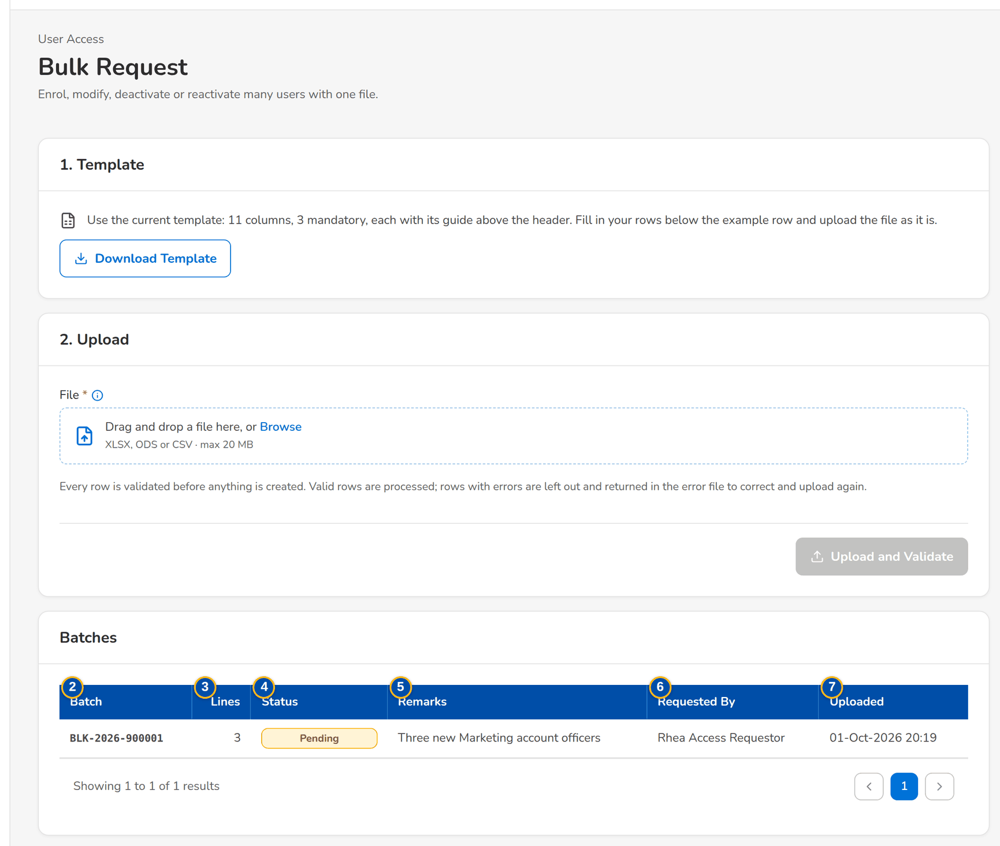 User Access
Bulk Request
Enrol, modify, deactivate or reactivate many users with one file.
1. Template
Use the current template: 11 columns, 3 mandatory, each with its guide above the header. Fill in your rows below the example row and upload the file as it is.
Download Template
2. Upload
File *
Drag and drop a file here, or Browse
XLSX, ODS or CSV · max 20 MB
Every row is validated before anything is created. Valid rows are processed; rows with errors are left out and returned in the error file to correct and upload again.
Upload and Validate
Batches
2 3 4 5 6 7
Batch Lines Status Remarks Requested By Uploaded
BLK-2026-900001 3 Pending Three new Marketing account officers Rhea Access Requestor 01-Oct-2026 20:19
Showing 1 to 1 of 1 results 1